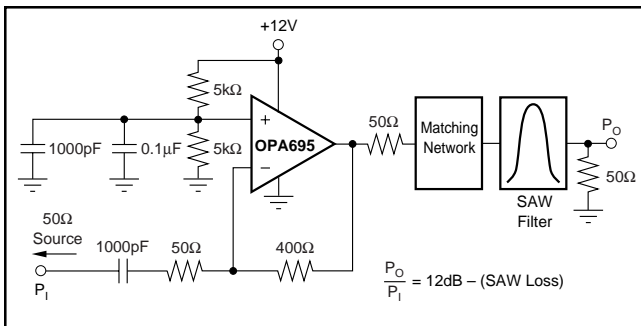 +12V
5kΩ
50Ω
Matching
Network
P_O
+
OPA695
−
1000pF
0.1µF
5kΩ
50Ω
SAW
Filter
50Ω
Source
1000pF
50Ω
400Ω
P_I
P_O/P_I = 12dB – (SAW Loss)